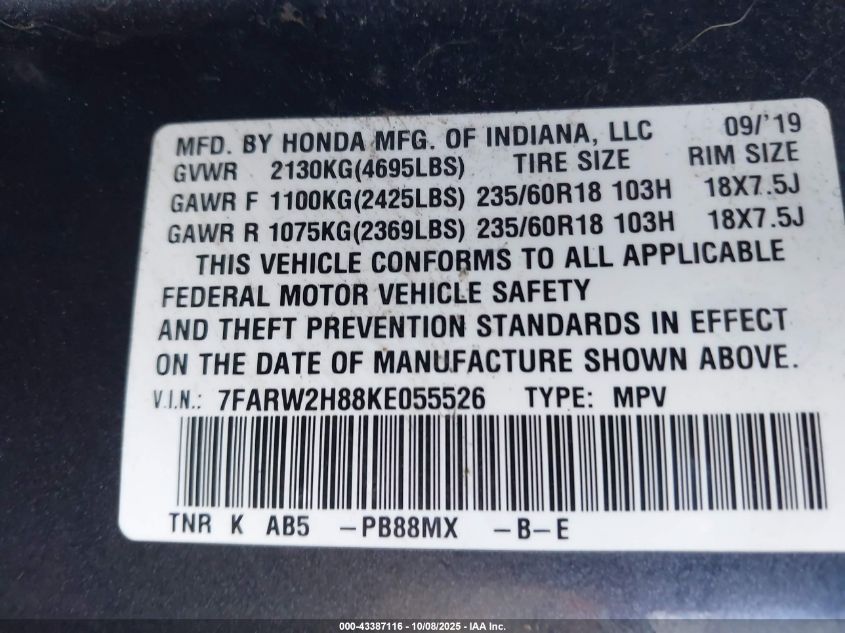 MFD. BY HONDA MFG. OF INDIANA, LLC 09/'19
GVWR 2130KG(4695LBS) TIRE SIZE RIM SIZE
GAWR F 1100KG(2425LBS) 235/60R18 103H 18X7.5J
GAWR R 1075KG(2369LBS) 235/60R18 103H 18X7.5J
THIS VEHICLE CONFORMS TO ALL APPLICABLE
FEDERAL MOTOR VEHICLE SAFETY
AND THEFT PREVENTION STANDARDS IN EFFECT
ON THE DATE OF MANUFACTURE SHOWN ABOVE.
V.I.N.: 7FARW2H88KE055526 TYPE: MPV
TNR K AB5 -PB88MX -B-E
000-43387116 - 10/08/2025 - IAA Inc.